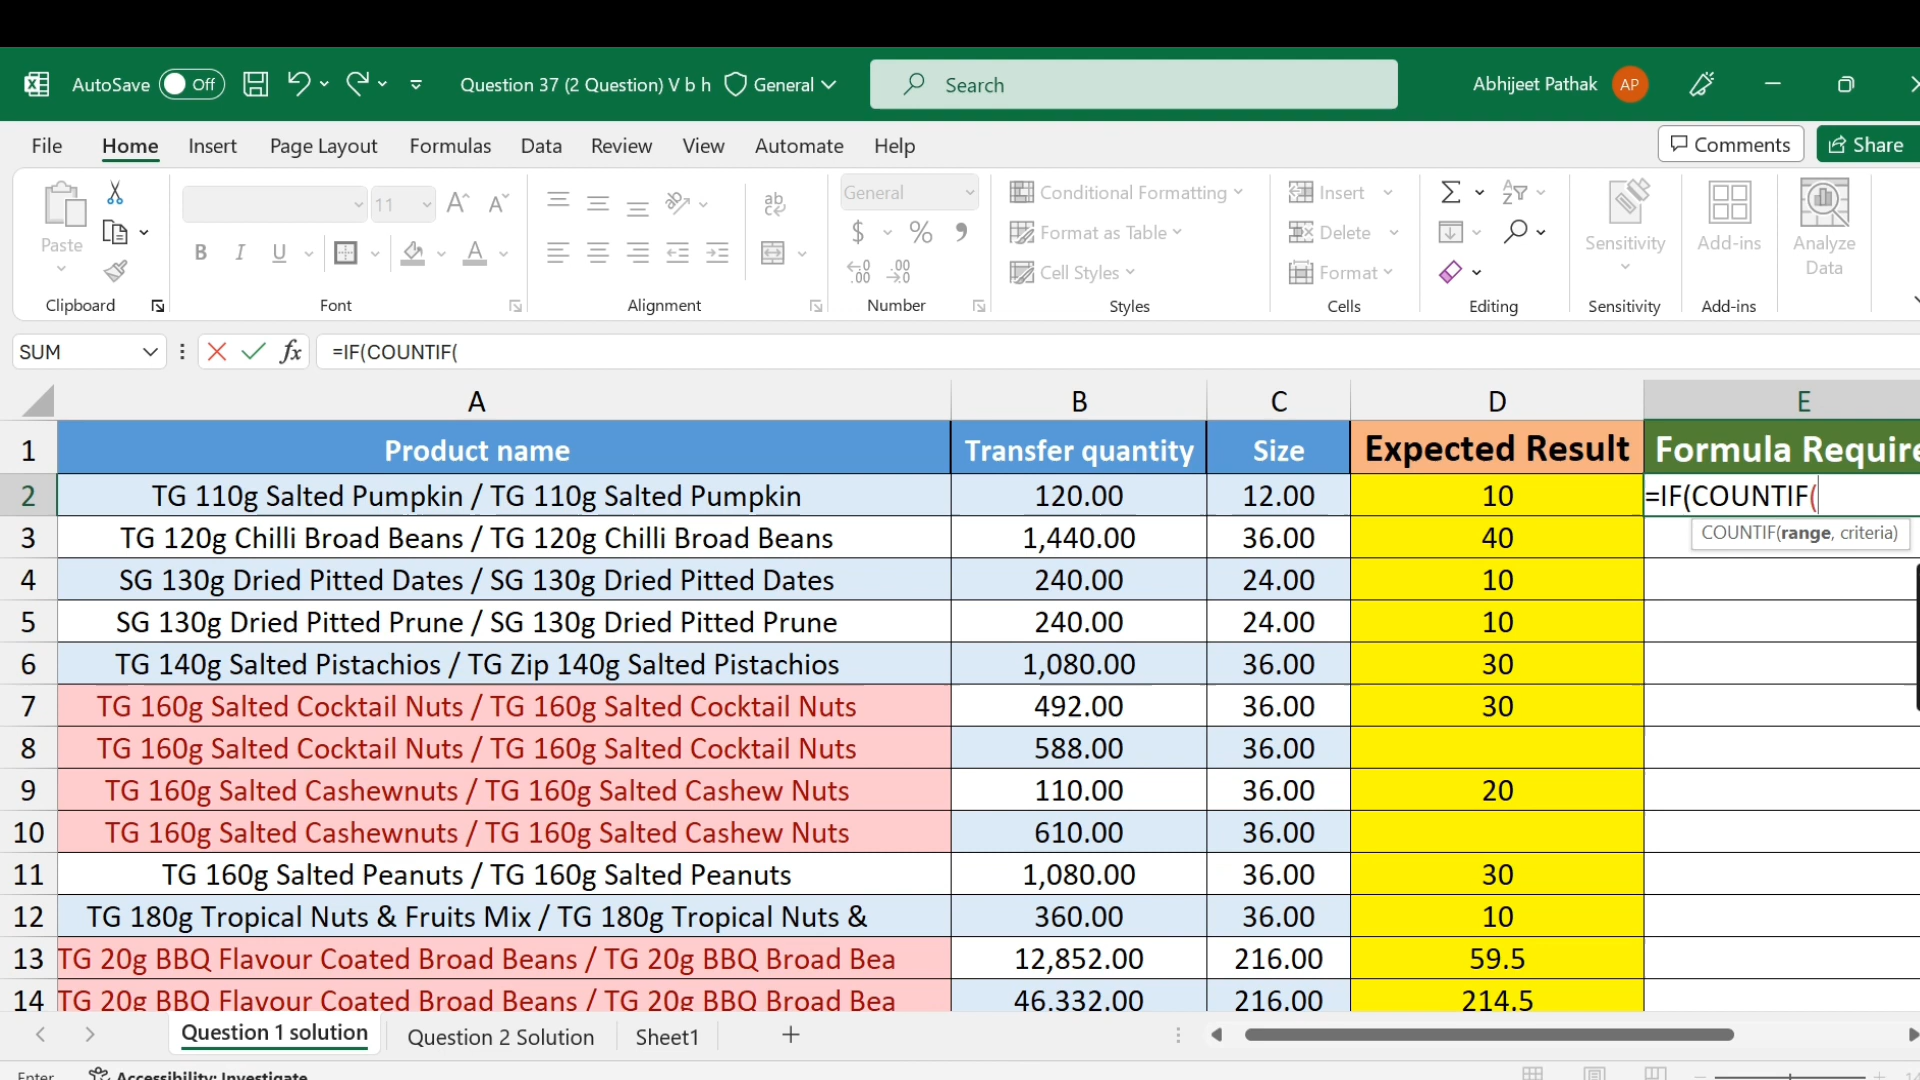 AutoSave Off Question 37 (2 Question) V b h General Search Abhijeet Pathak AP
File Home Insert Page Layout Formulas Data Review View Automate Help Comments Share
Paste 11 B I U ab General $ % Conditional Formatting Format as Table Cell Styles Insert Delete Format Sensitivity Add-ins Analyze Data
Clipboard Font Alignment Number Styles Cells Editing Sensitivity Add-ins
SUM fx =IF(COUNTIF(
A B C D E
1 Product name Transfer quantity Size Expected Result Formula Require
2 TG 110g Salted Pumpkin / TG 110g Salted Pumpkin 120.00 12.00 10 =IF(COUNTIF(
COUNTIF(range, criteria)
3 TG 120g Chilli Broad Beans / TG 120g Chilli Broad Beans 1,440.00 36.00 40
4 SG 130g Dried Pitted Dates / SG 130g Dried Pitted Dates 240.00 24.00 10
5 SG 130g Dried Pitted Prune / SG 130g Dried Pitted Prune 240.00 24.00 10
6 TG 140g Salted Pistachios / TG Zip 140g Salted Pistachios 1,080.00 36.00 30
7 TG 160g Salted Cocktail Nuts / TG 160g Salted Cocktail Nuts 492.00 36.00 30
8 TG 160g Salted Cocktail Nuts / TG 160g Salted Cocktail Nuts 588.00 36.00
9 TG 160g Salted Cashewnuts / TG 160g Salted Cashew Nuts 110.00 36.00 20
10 TG 160g Salted Cashewnuts / TG 160g Salted Cashew Nuts 610.00 36.00
11 TG 160g Salted Peanuts / TG 160g Salted Peanuts 1,080.00 36.00 30
12 TG 180g Tropical Nuts & Fruits Mix / TG 180g Tropical Nuts & 360.00 36.00 10
13 TG 20g BBQ Flavour Coated Broad Beans / TG 20g BBQ Broad Bea 12,852.00 216.00 59.5
14 TG 20g BBQ Flavour Coated Broad Beans / TG 20g BBQ Broad Bea 46,332.00 216.00 214.5
Question 1 solution Question 2 Solution Sheet1
Enter Accessibility: Investigate